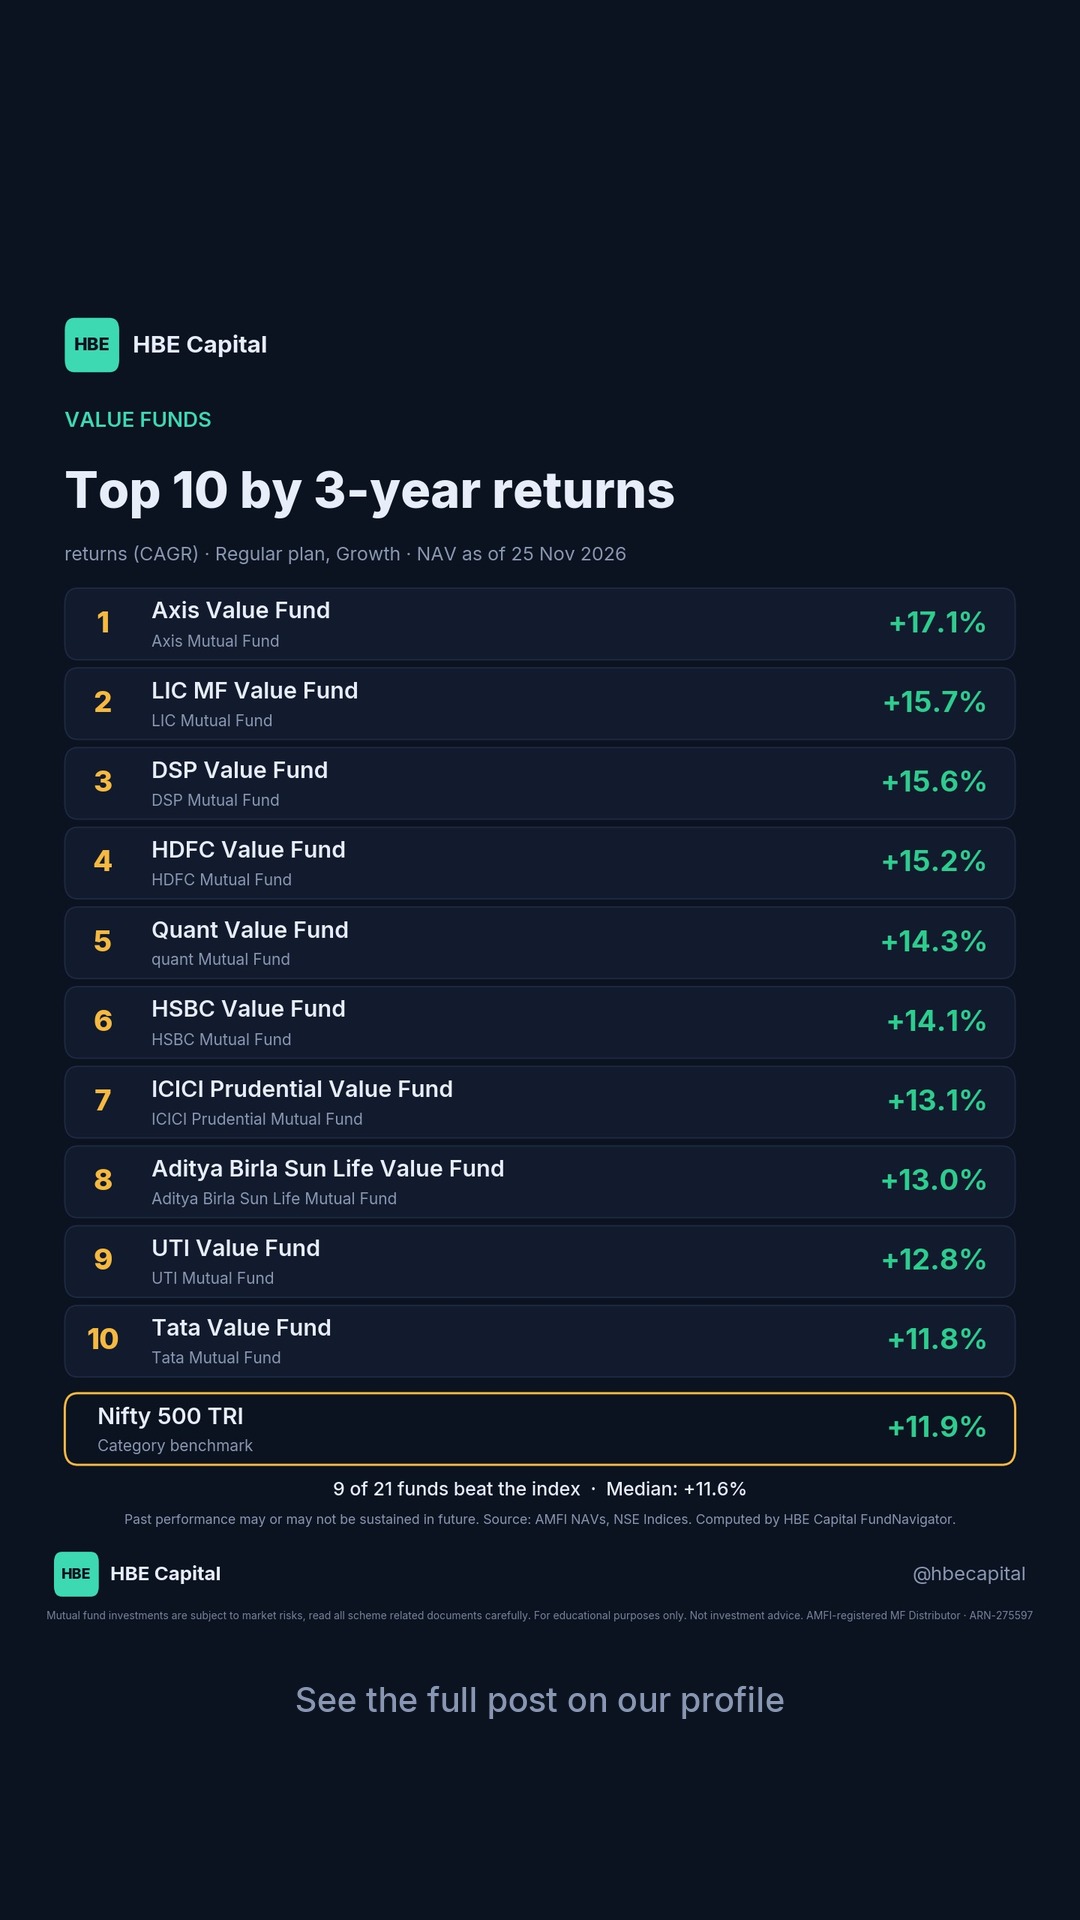 HBE HBE Capital
VALUE FUNDS
Top 10 by 3-year returns
returns (CAGR) · Regular plan, Growth · NAV as of 25 Nov 2026
1 Axis Value Fund +17.1%
Axis Mutual Fund
2 LIC MF Value Fund +15.7%
LIC Mutual Fund
3 DSP Value Fund +15.6%
DSP Mutual Fund
4 HDFC Value Fund +15.2%
HDFC Mutual Fund
5 Quant Value Fund +14.3%
quant Mutual Fund
6 HSBC Value Fund +14.1%
HSBC Mutual Fund
7 ICICI Prudential Value Fund +13.1%
ICICI Prudential Mutual Fund
8 Aditya Birla Sun Life Value Fund +13.0%
Aditya Birla Sun Life Mutual Fund
9 UTI Value Fund +12.8%
UTI Mutual Fund
10 Tata Value Fund +11.8%
Tata Mutual Fund
Nifty 500 TRI +11.9%
Category benchmark
9 of 21 funds beat the index · Median: +11.6%
Past performance may or may not be sustained in future. Source: AMFI NAVs, NSE Indices. Computed by HBE Capital FundNavigator.
HBE HBE Capital @hbecapital
Mutual fund investments are subject to market risks, read all scheme related documents carefully. For educational purposes only. Not investment advice. AMFI-registered MF Distributor · ARN-275597
See the full post on our profile